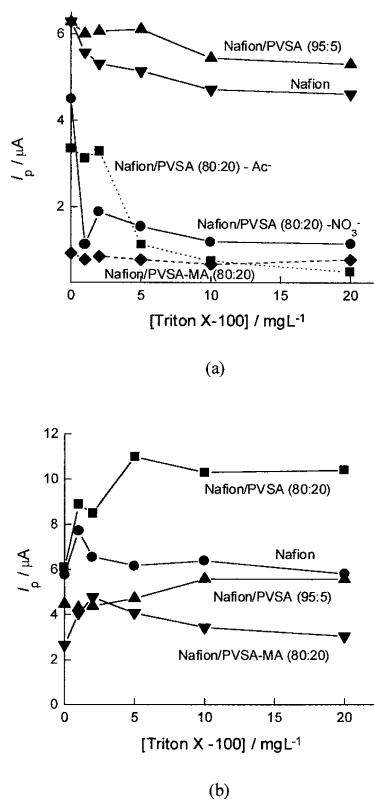 6
4
2
I_p / µA
Nafion/PVSA (95:5)
Nafion
Nafion/PVSA (80:20) - Ac⁻
Nafion/PVSA (80:20) -NO₃⁻
Nafion/PVSA-MA (80:20)
0 5 10 15 20
[Triton X-100] / mgL⁻¹
(a)
12
10
8
6
4
2
0
I_p / µA
Nafion/PVSA (80:20)
Nafion
Nafion/PVSA (95:5)
Nafion/PVSA-MA (80:20)
0 5 10 15 20
[Triton X -100] / mgL⁻¹
(b)